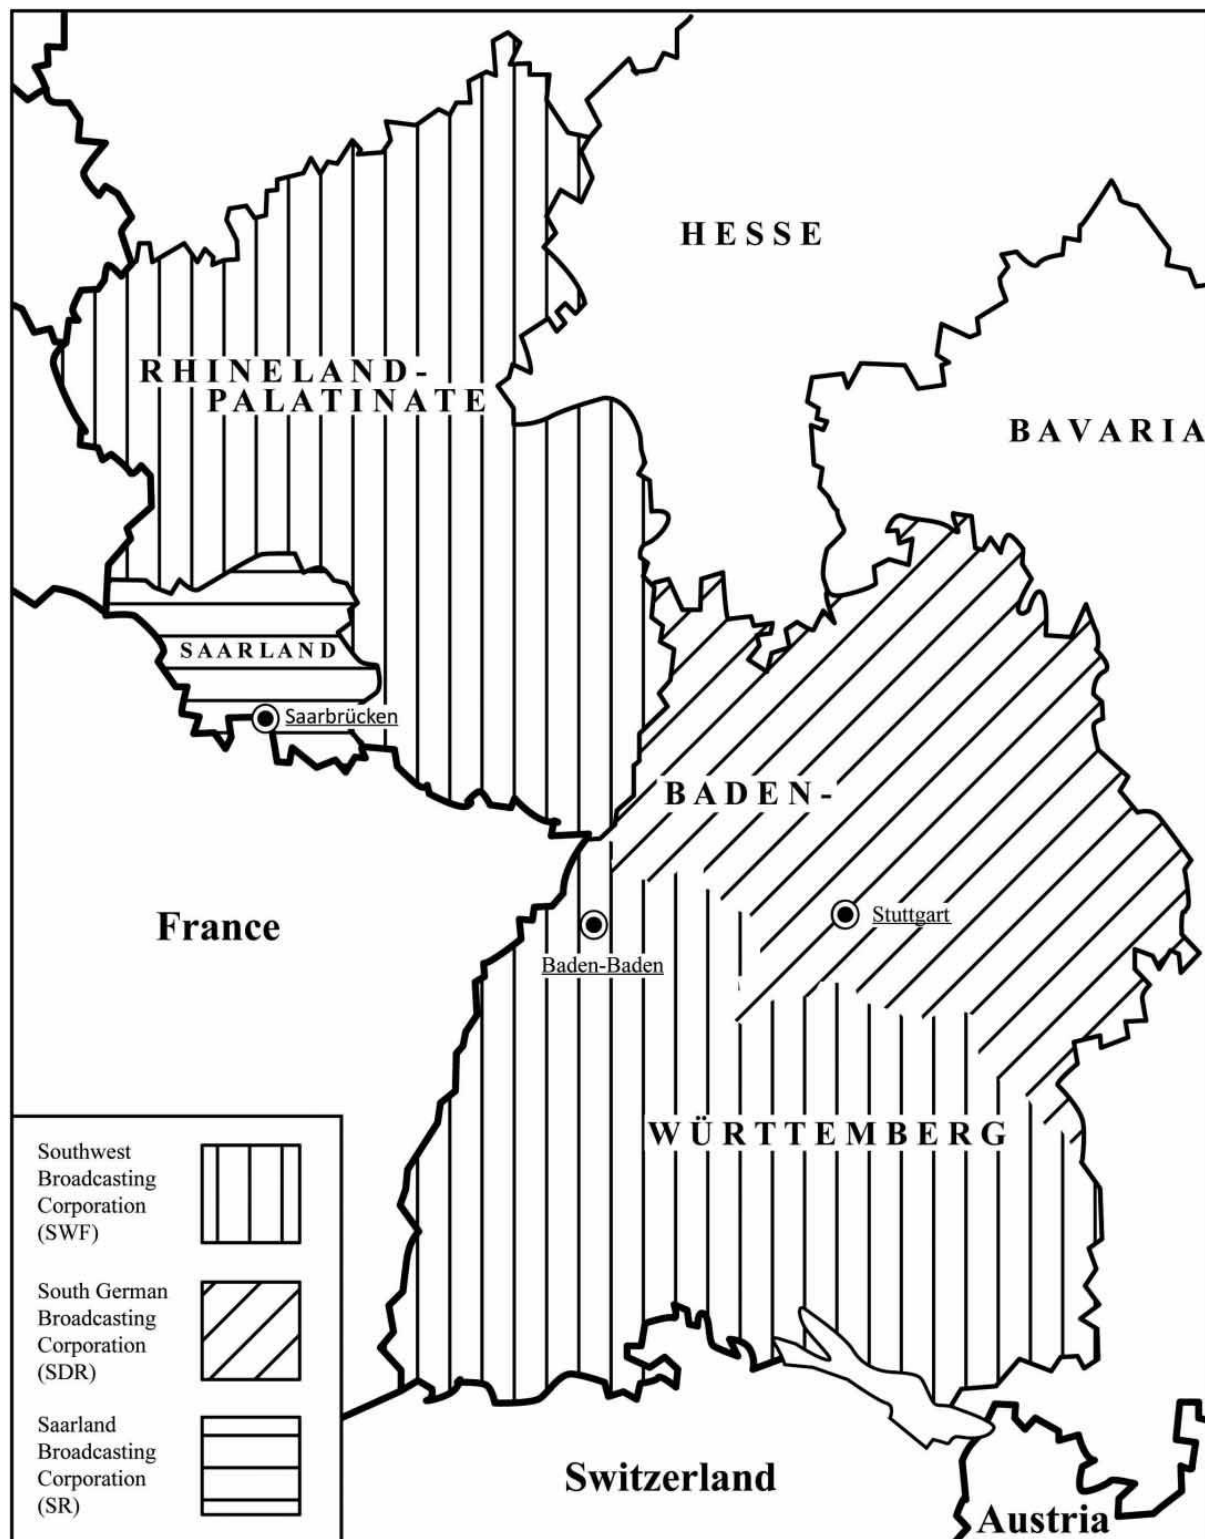 HESSE
RHINELAND-
PALATINATE
BAVARIA
SAARLAND
Saarbrücken
BADEN-
France
Stuttgart
Baden-Baden
WÜRTTEMBERG
Southwest
Broadcasting
Corporation
(SWF)
South German
Broadcasting
Corporation
(SDR)
Saarland
Broadcasting
Corporation
(SR)
Switzerland
Austria